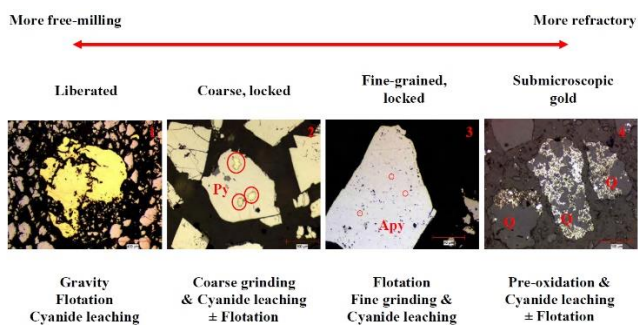 More free-milling
More refractory
Liberated
Coarse, locked
Fine-grained,
locked
Submicroscopic
gold
1
2
Py
3
Apy
4
Q
Q
Q
Gravity
Flotation
Cyanide leaching
Coarse grinding
& Cyanide leaching
± Flotation
Flotation
Fine grinding &
Cyanide leaching
Pre-oxidation &
Cyanide leaching
± Flotation